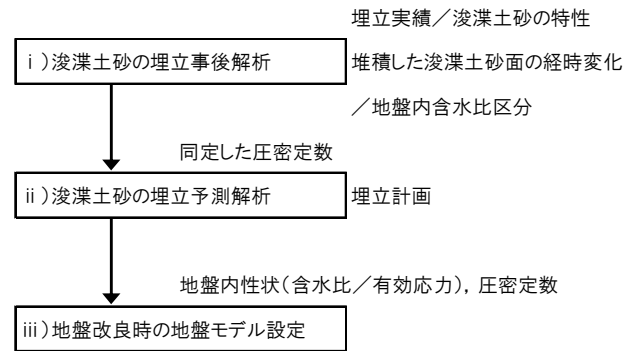 埋立実績／浚渫土砂の特性
ⅰ）浚渫土砂の埋立事後解析
堆積した浚渫土砂面の経時変化
／地盤内含水比区分
同定した圧密定数
ⅱ）浚渫土砂の埋立予測解析
埋立計画
地盤内性状（含水比／有効応力），圧密定数
ⅲ）地盤改良時の地盤モデル設定